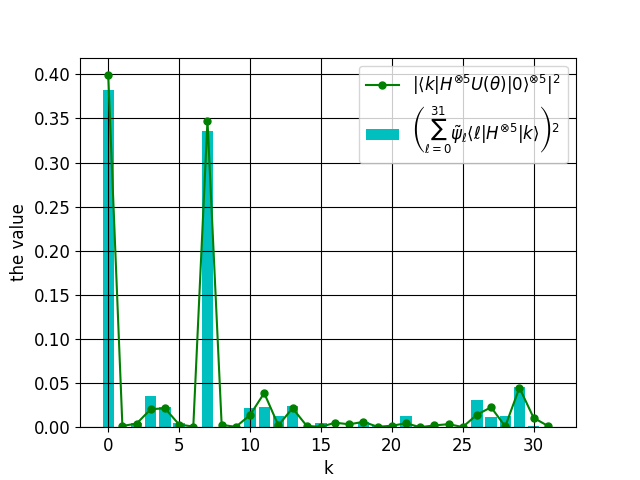 0.40
0.35
0.30
0.25
0.20
0.15
0.10
0.05
0.00
the value
0 5 10 15 20 25 30
k
|⟨k|H^{⊗5}U(θ)|0⟩^{⊗5}|^2
(∑_{ℓ=0}^{31} ψ̃_ℓ⟨ℓ|H^{⊗5}|k⟩)^2